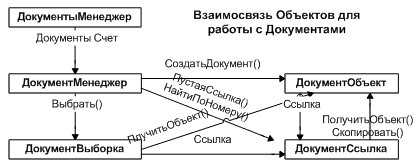 ДокументыМенеджер
Взаимосвязь Объектов для
работы с Документами
Документы Счет
ДокументМенеджер
СоздатьДокумент()
ДокументОбъект
ПустаяСсылка()
НайтиПоНомеру()
Выбрать()
ПлучитьОбъект()
Ссылка
ПолучитьОбъект()
Скопировать()
ДокументВыборка
Ссылка
ДокументСсылка